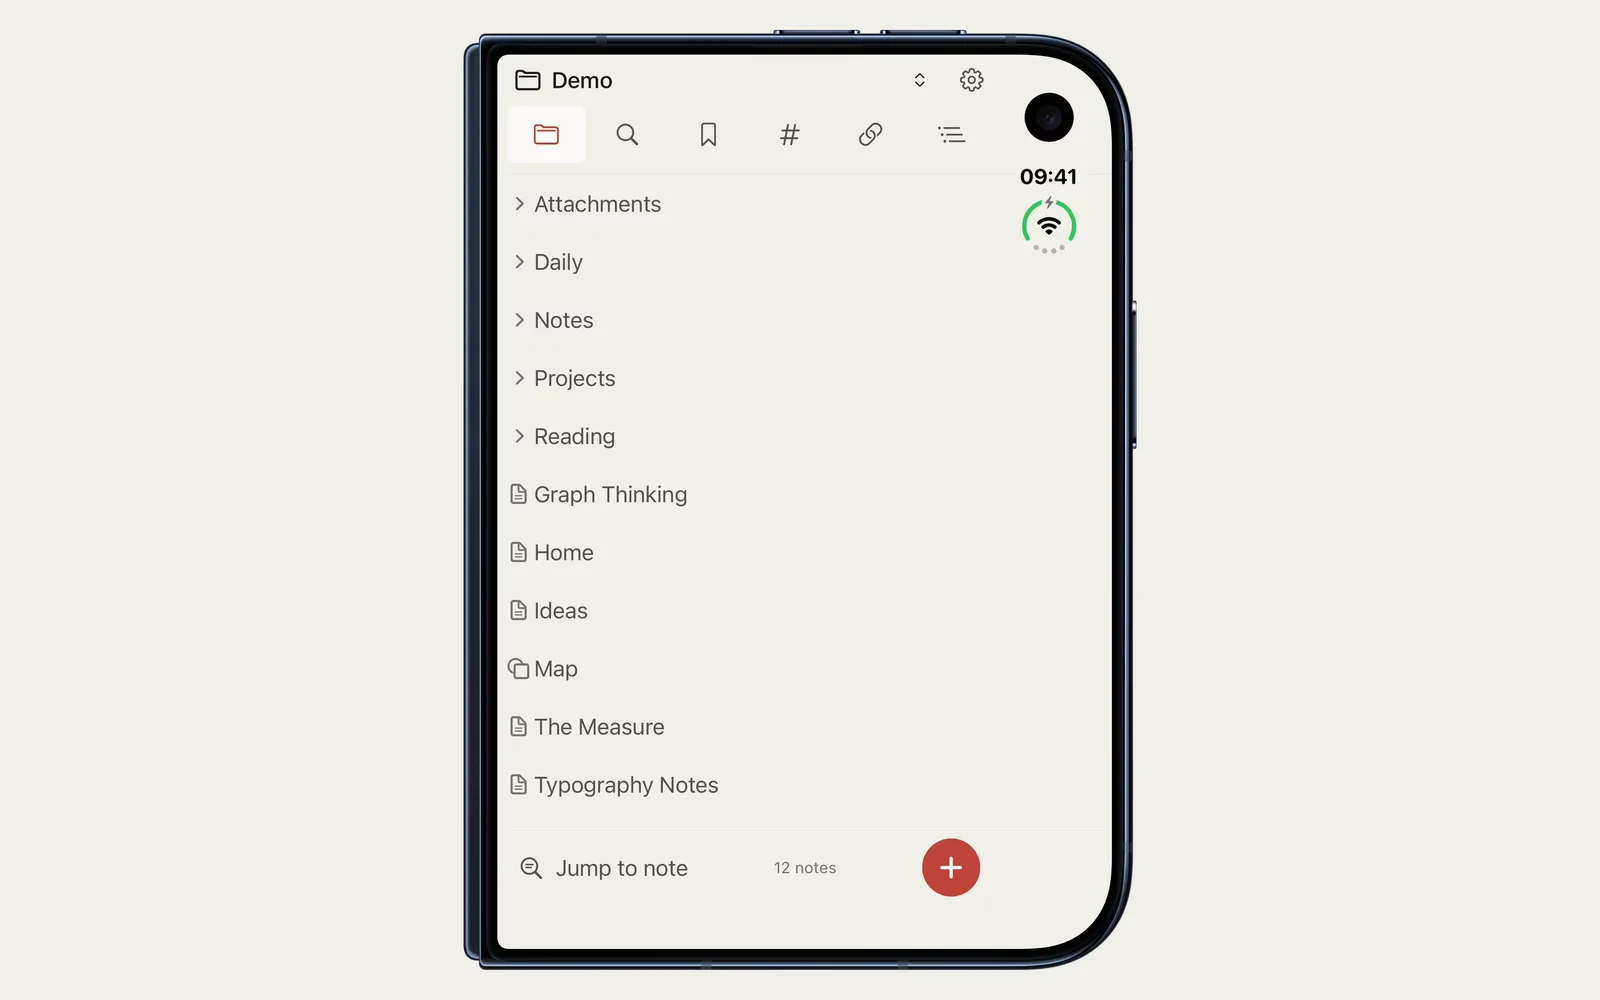 Demo
09:41
Attachments
Daily
Notes
Projects
Reading
Graph Thinking
Home
Ideas
Map
The Measure
Typography Notes
Jump to note
12 notes